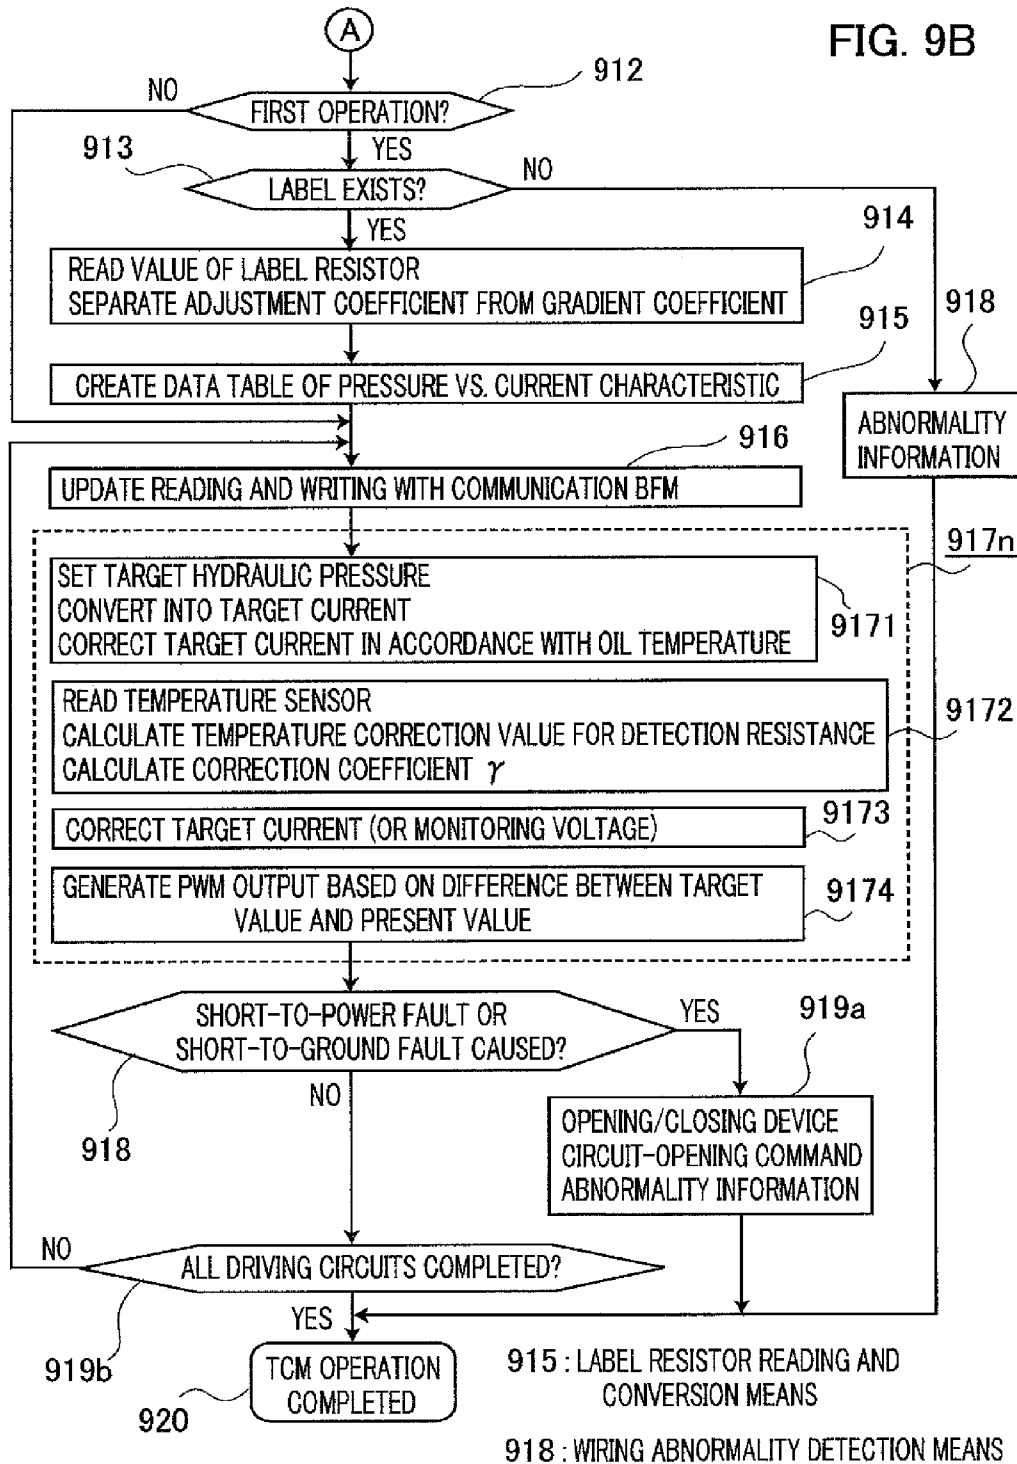 A
FIG. 9B
912
NO
FIRST OPERATION?
913
YES
NO
LABEL EXISTS?
YES
914
READ VALUE OF LABEL RESISTOR
SEPARATE ADJUSTMENT COEFFICIENT FROM GRADIENT COEFFICIENT
918
915
CREATE DATA TABLE OF PRESSURE VS. CURRENT CHARACTERISTIC
ABNORMALITY
INFORMATION
916
UPDATE READING AND WRITING WITH COMMUNICATION BFM
917n
SET TARGET HYDRAULIC PRESSURE
CONVERT INTO TARGET CURRENT
CORRECT TARGET CURRENT IN ACCORDANCE WITH OIL TEMPERATURE
9171
READ TEMPERATURE SENSOR
CALCULATE TEMPERATURE CORRECTION VALUE FOR DETECTION RESISTANCE
CALCULATE CORRECTION COEFFICIENT γ
9172
CORRECT TARGET CURRENT (OR MONITORING VOLTAGE)
9173
GENERATE PWM OUTPUT BASED ON DIFFERENCE BETWEEN TARGET
VALUE AND PRESENT VALUE
9174
SHORT-TO-POWER FAULT OR
SHORT-TO-GROUND FAULT CAUSED?
YES
919a
NO
918
OPENING/CLOSING DEVICE
CIRCUIT-OPENING COMMAND
ABNORMALITY INFORMATION
NO
ALL DRIVING CIRCUITS COMPLETED?
YES
919b
TCM OPERATION
COMPLETED
920
915 : LABEL RESISTOR READING AND
CONVERSION MEANS
918 : WIRING ABNORMALITY DETECTION MEANS